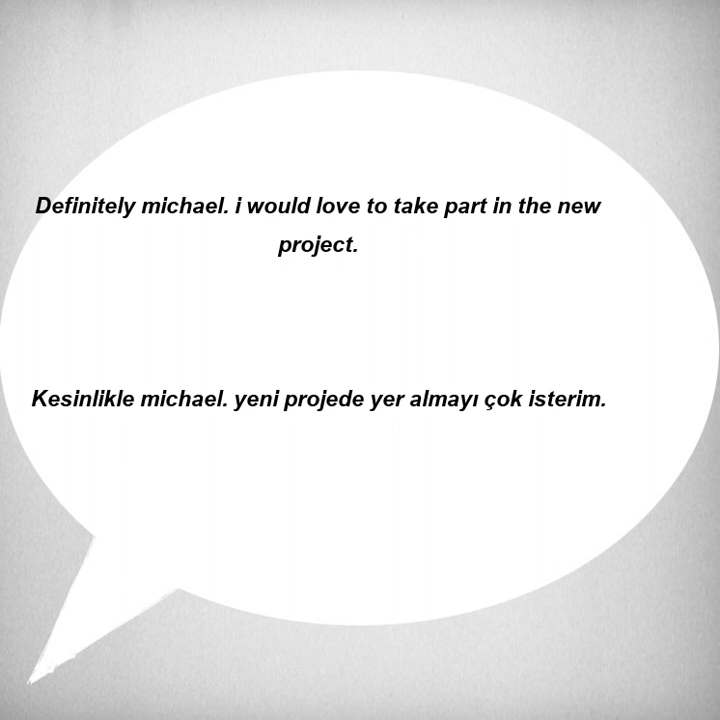 Definitely michael. i would love to take part in the new
project.
Kesinlikle michael. yeni projede yer almayı çok isterim.